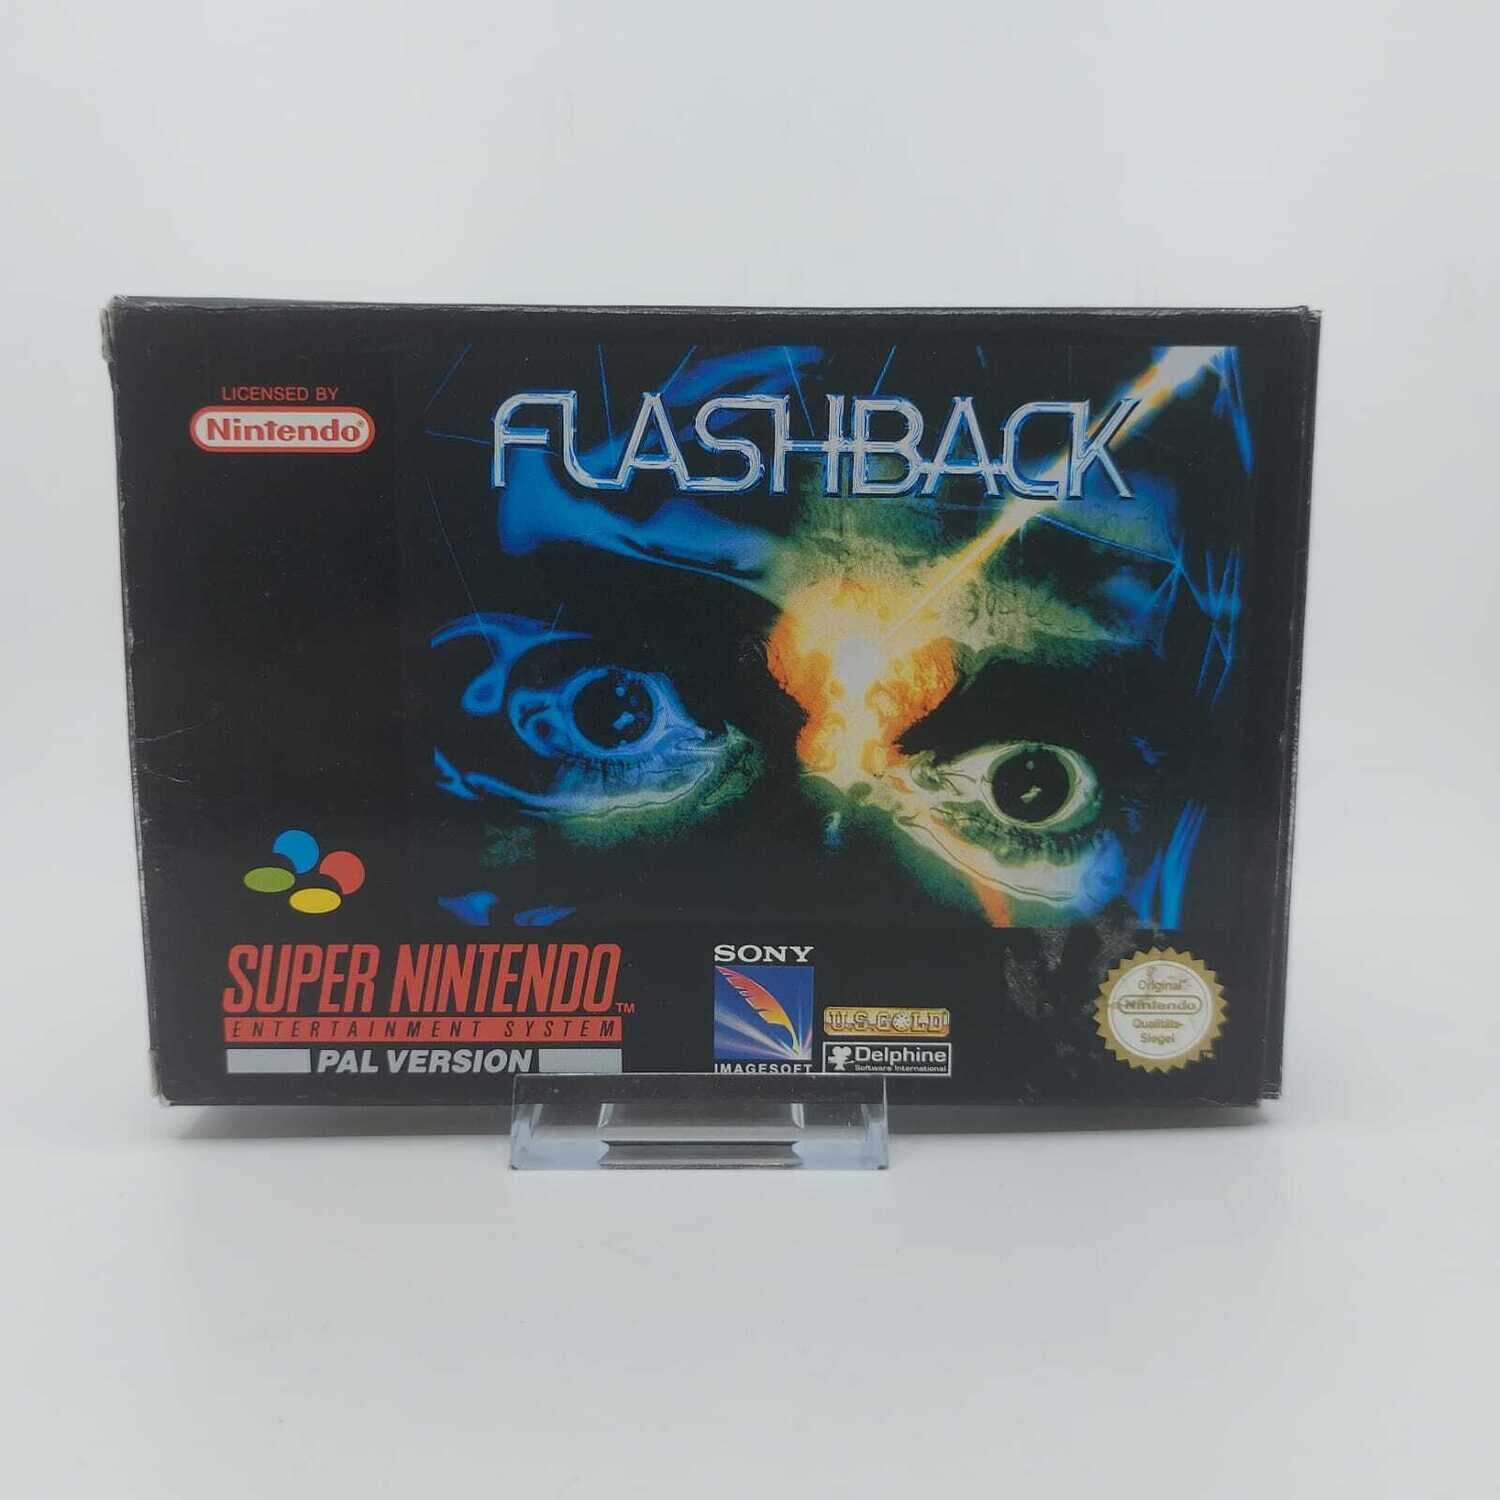 LICENSED BY
Nintendo®
FLASHBACK
SUPER NINTENDO™
ENTERTAINMENT SYSTEM
PAL VERSION
SONY
IMAGESOFT
U.S. GOLD
Delphine
Software International
Original
Nintendo
Qualitäts-
Siegel